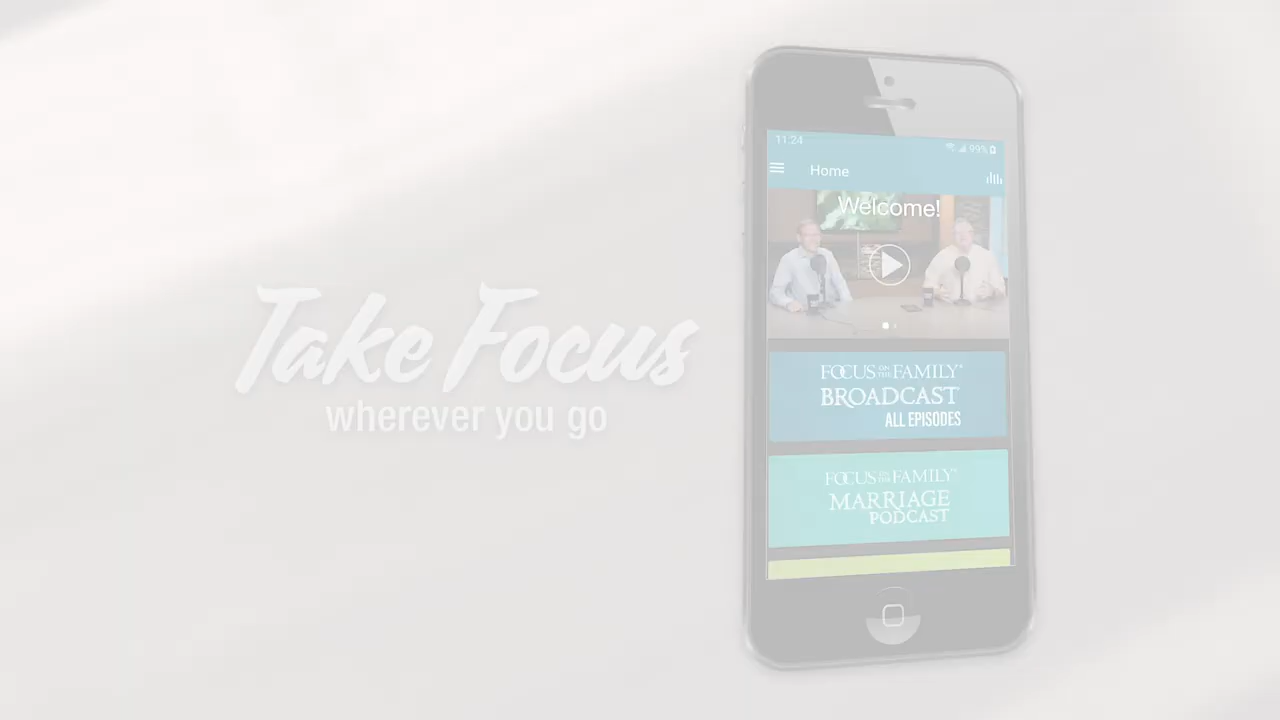 Take Focus
wherever you go
11:24
99%
Home
Welcome!
FOCUS ON THE FAMILY®
BROADCAST
ALL EPISODES
FOCUS ON THE FAMILY®
MARRIAGE
PODCAST